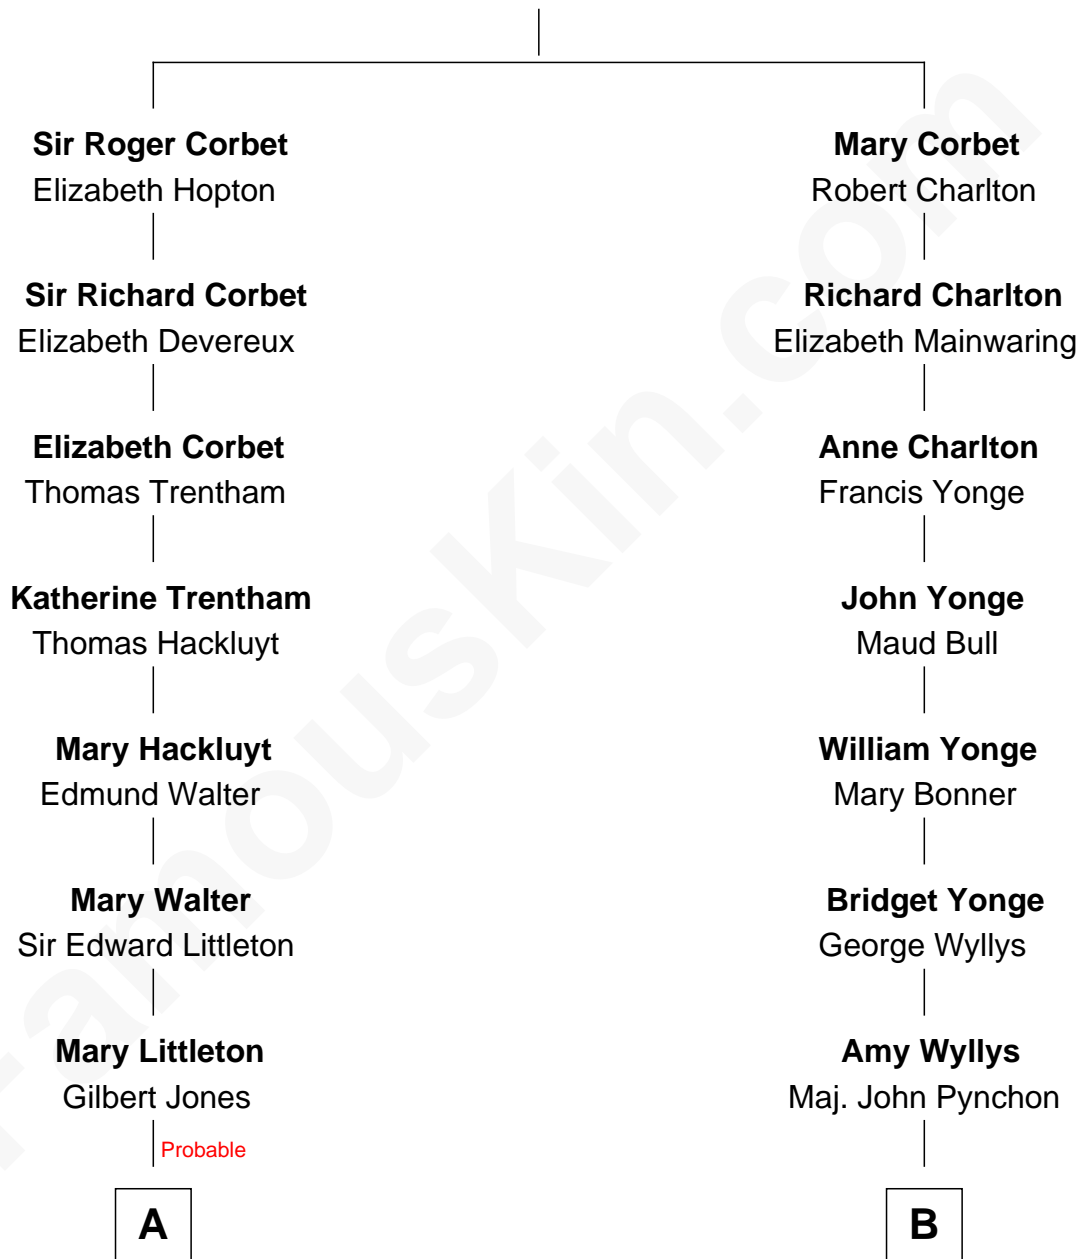 Sir Roger Corbet
Elizabeth Hopton
Mary Corbet
Robert Charlton
Sir Richard Corbet
Elizabeth Devereux
Richard Charlton
Elizabeth Mainwaring
Elizabeth Corbet
Thomas Trentham
Anne Charlton
Francis Yonge
Katherine Trentham
Thomas Hackluyt
John Yonge
Maud Bull
Mary Hackluyt
Edmund Walter
William Yonge
Mary Bonner
Mary Walter
Sir Edward Littleton
Bridget Yonge
George Wyllys
Mary Littleton
Gilbert Jones
Amy Wyllys
Maj. John Pynchon
Probable
A
B
FamousKin.com